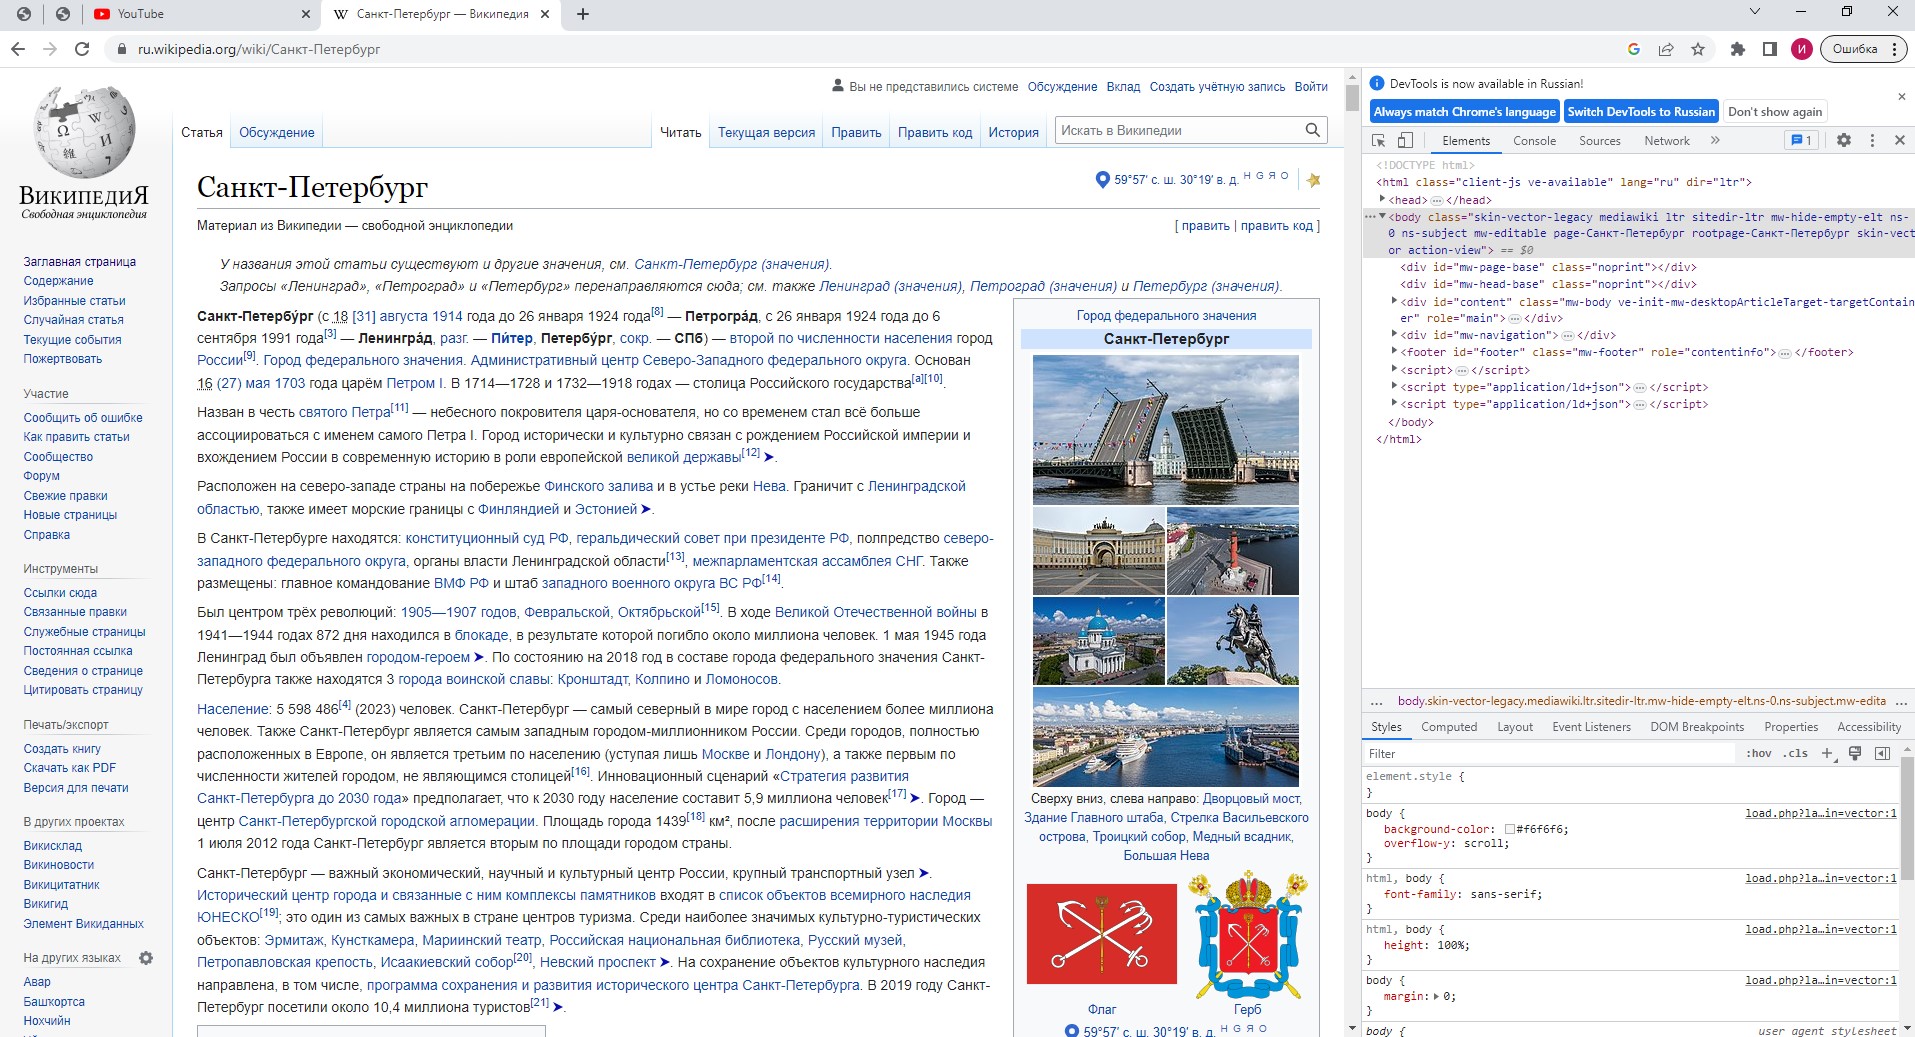 YouTube
Санкт-Петербург — Википедия
ru.wikipedia.org/wiki/Санкт-Петербург
И
Ошибка
ВИКИПЕДИЯ
Свободная энциклопедия
Заглавная страница
Содержание
Избранные статьи
Случайная статья
Текущие события
Пожертвовать
Участие
Сообщить об ошибке
Как править статьи
Сообщество
Форум
Свежие правки
Новые страницы
Справка
Инструменты
Ссылки сюда
Связанные правки
Служебные страницы
Постоянная ссылка
Сведения о странице
Цитировать страницу
Печать/экспорт
Создать книгу
Скачать как PDF
Версия для печати
В других проектах
Викисклад
Викиновости
Викицитатник
Викигид
Элемент Викиданных
На других языках
Авар
Башҡортса
Нохчийн
Вы не представились системе Обсуждение Вклад Создать учётную запись Войти
Статья Обсуждение Читать Текущая версия Править Править код История Искать в Википедии
Санкт-Петербург
59°57′ с. ш. 30°19′ в. д. H G Я O
Материал из Википедии — свободной энциклопедии
[ править | править код ]
У названия этой статьи существуют и другие значения, см. Санкт-Петербург (значения).
Запросы «Ленинград», «Петроград» и «Петербург» перенаправляются сюда; см. также Ленинград (значения), Петроград (значения) и Петербург (значения).
Санкт-Петербу́рг (с 18 [31] августа 1914 года до 26 января 1924 года[8] — Петрогра́д, с 26 января 1924 года до 6
сентября 1991 года[3] — Ленингра́д, разг. — Пи́тер, Петербу́рг, сокр. — СПб) — второй по численности населения город
России[9]. Город федерального значения. Административный центр Северо-Западного федерального округа. Основан
16 (27) мая 1703 года царём Петром I. В 1714—1728 и 1732—1918 годах — столица Российского государства[a][10].
Назван в честь святого Петра[11] — небесного покровителя царя-основателя, но со временем стал всё больше
ассоциироваться с именем самого Петра I. Город исторически и культурно связан с рождением Российской империи и
вхождением России в современную историю в роли европейской великой державы[12] ➤.
Расположен на северо-западе страны на побережье Финского залива и в устье реки Нева. Граничит с Ленинградской
областью, также имеет морские границы с Финляндией и Эстонией ➤.
В Санкт-Петербурге находятся: конституционный суд РФ, геральдический совет при президенте РФ, полпредство северо-
западного федерального округа, органы власти Ленинградской области[13], межпарламентская ассамблея СНГ. Также
размещены: главное командование ВМФ РФ и штаб западного военного округа ВС РФ[14].
Был центром трёх революций: 1905—1907 годов, Февральской, Октябрьской[15]. В ходе Великой Отечественной войны в
1941—1944 годах 872 дня находился в блокаде, в результате которой погибло около миллиона человек. 1 мая 1945 года
Ленинград был объявлен городом-героем ➤. По состоянию на 2018 год в составе города федерального значения Санкт-
Петербурга также находятся 3 города воинской славы: Кронштадт, Колпино и Ломоносов.
Население: 5 598 486[4] (2023) человек. Санкт-Петербург — самый северный в мире город с населением более миллиона
человек. Также Санкт-Петербург является самым западным городом-миллионником России. Среди городов, полностью
расположенных в Европе, он является третьим по населению (уступая лишь Москве и Лондону), а также первым по
численности жителей городом, не являющимся столицей[16]. Инновационный сценарий «Стратегия развития
Санкт-Петербурга до 2030 года» предполагает, что к 2030 году население составит 5,9 миллиона человек[17] ➤. Город —
центр Санкт-Петербургской городской агломерации. Площадь города 1439[18] км², после расширения территории Москвы
1 июля 2012 года Санкт-Петербург является вторым по площади городом страны.
Санкт-Петербург — важный экономический, научный и культурный центр России, крупный транспортный узел ➤.
Исторический центр города и связанные с ним комплексы памятников входят в список объектов всемирного наследия
ЮНЕСКО[19]; это один из самых важных в стране центров туризма. Среди наиболее значимых культурно-туристических
объектов: Эрмитаж, Кунсткамера, Мариинский театр, Российская национальная библиотека, Русский музей,
Петропавловская крепость, Исаакиевский собор[20], Невский проспект ➤. На сохранение объектов культурного наследия
направлена, в том числе, программа сохранения и развития исторического центра Санкт-Петербурга. В 2019 году Санкт-
Петербург посетили около 10,4 миллиона туристов[21] ➤.
Город федерального значения
Санкт-Петербург
Сверху вниз, слева направо: Дворцовый мост,
Здание Главного штаба, Стрелка Васильевского
острова, Троицкий собор, Медный всадник,
Большая Нева
Флаг Герб
59°57′ с. ш. 30°19′ в. д. H G Я O
DevTools is now available in Russian!
Always match Chrome's language Switch DevTools to Russian Don't show again
Elements Console Sources Network » 1
<!DOCTYPE html>
<html class="client-js ve-available" lang="ru" dir="ltr">
<head> … </head>
<body class="skin-vector-legacy mediawiki ltr sitedir-ltr mw-hide-empty-elt ns-
0 ns-subject mw-editable page-Санкт-Петербург rootpage-Санкт-Петербург skin-vect
or action-view"> == $0
<div id="mw-page-base" class="noprint"></div>
<div id="mw-head-base" class="noprint"></div>
<div id="content" class="mw-body ve-init-mw-desktopArticleTarget-targetContain
er" role="main"> … </div>
<div id="mw-navigation"> … </div>
<footer id="footer" class="mw-footer" role="contentinfo"> … </footer>
<script> … </script>
<script type="application/ld+json"> … </script>
<script type="application/ld+json"> … </script>
</body>
</html>
… body.skin-vector-legacy.mediawiki.ltr.sitedir-ltr.mw-hide-empty-elt.ns-0.ns-subject.mw-edita …
Styles Computed Layout Event Listeners DOM Breakpoints Properties Accessibility
Filter :hov .cls
element.style {
}
body { load.php?la…in=vector:1
background-color: #f6f6f6;
overflow-y: scroll;
}
html, body { load.php?la…in=vector:1
font-family: sans-serif;
}
html, body { load.php?la…in=vector:1
height: 100%;
}
body { load.php?la…in=vector:1
margin: 0;
}
body { user agent stylesheet